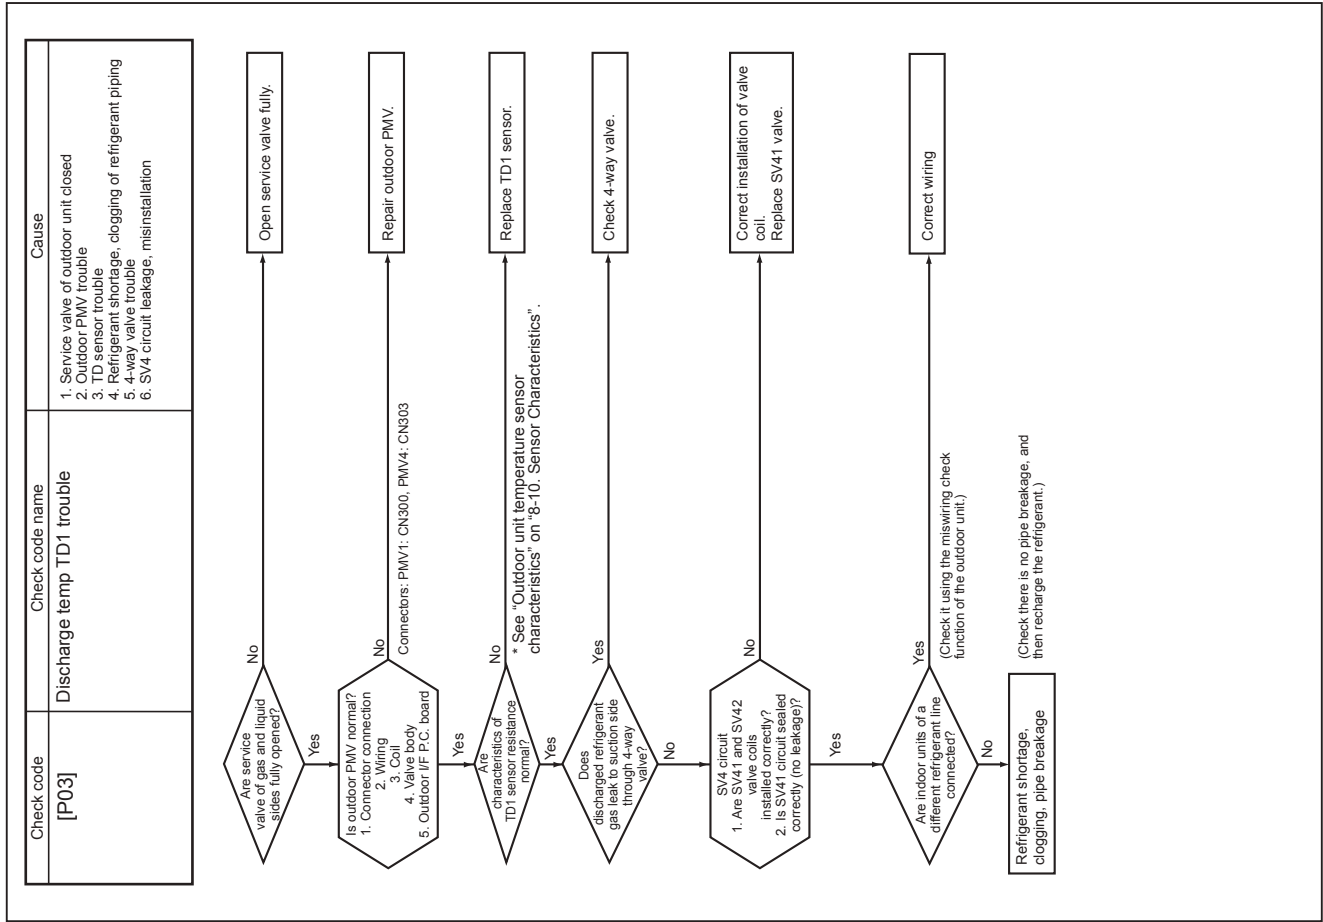 Check code
Check code name
Cause
[P03]
Discharge temp TD1 trouble
1. Service valve of outdoor unit closed
2. Outdoor PMV trouble
3. TD sensor trouble
4. Refrigerant shortage, clogging of refrigerant piping
5. 4-way valve trouble
6. SV4 circuit leakage, misinstallation
Are service
valve of gas and liquid
sides fully opened?
No
Open service valve fully.
Yes
Is outdoor PMV normal?
1. Connector connection
2. Wiring
3. Coil
4. Valve body
5. Outdoor I/F P.C. board
No
Repair outdoor PMV.
Connectors: PMV1: CN300, PMV4: CN303
Yes
Are
characteristics of
TD1 sensor resistance
normal?
No
Replace TD1 sensor.
* See "Outdoor unit temperature sensor
characteristics" on "8-10. Sensor Characteristics".
Yes
Does
discharged refrigerant
gas leak to suction side
through 4-way
valve?
Yes
Check 4-way valve.
No
SV4 circuit
1. Are SV41 and SV42
valve coils
installed correctly?
2. Is SV41 circuit sealed
correctly (no leakage)?
No
Correct installation of valve
coil.
Replace SV41 valve.
Yes
Are indoor units of a
different refrigerant line
connected?
Yes
Correct wiring
(Check it using the miswiring check
function of the outdoor unit.)
No
Refrigerant shortage,
clogging, pipe breakage
(Check there is no pipe breakage, and
then recharge the refrigerant.)